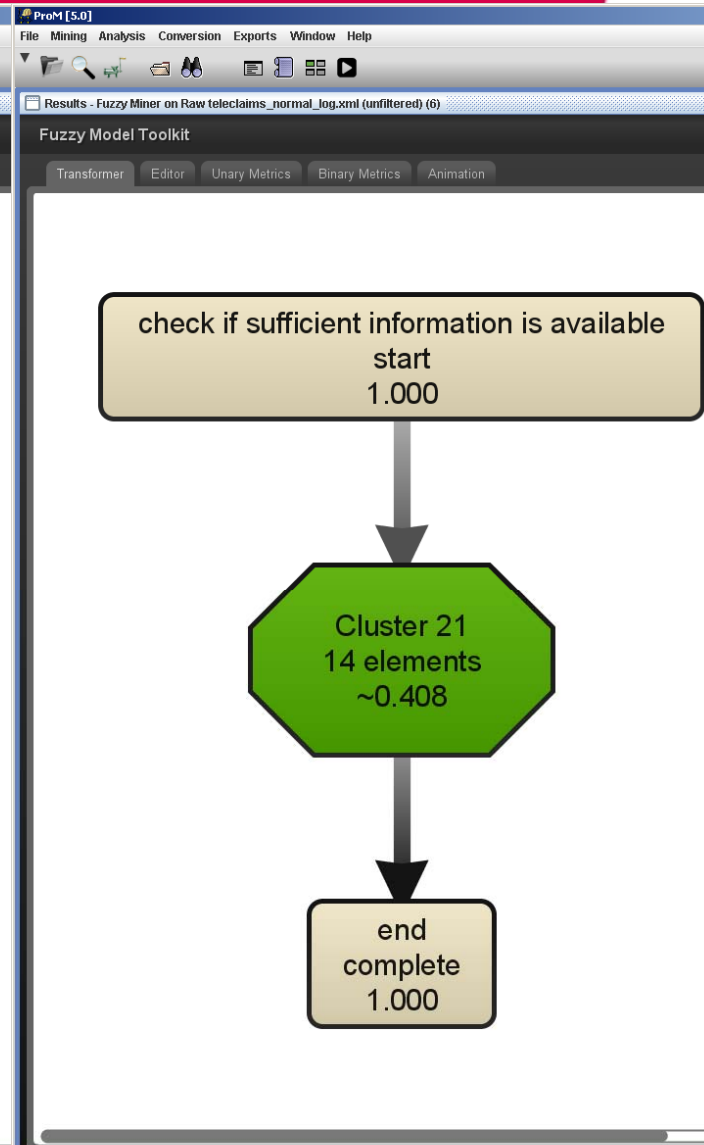 ProM [5.0]
File Mining Analysis Conversion Exports Window Help
Results - Fuzzy Miner on Raw teleclaims_normal_log.xml (unfiltered) (6)
Fuzzy Model Toolkit
Transformer Editor Unary Metrics Binary Metrics Animation
check if sufficient information is available
start
1.000
Cluster 21
14 elements
~0.408
end
complete
1.000